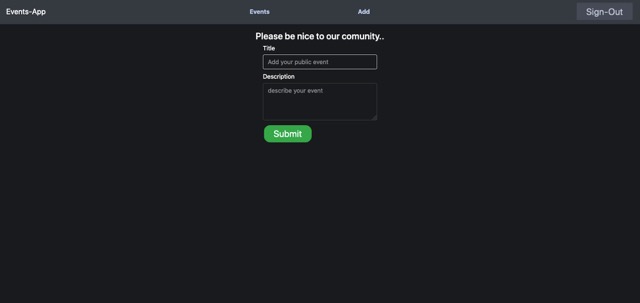 Events-App
Events
Add
Sign-Out
Please be nice to our comunity..
Title
Add your public event
Description
describe your event
Submit